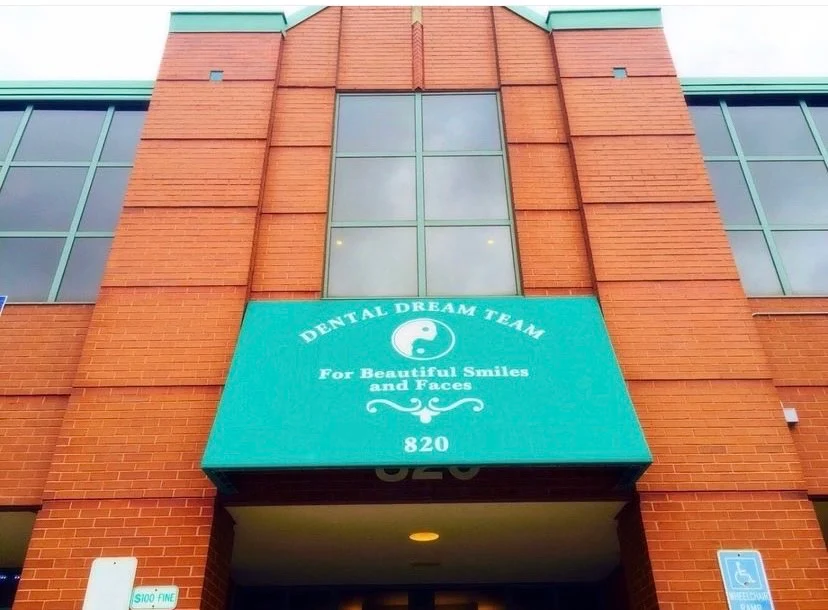 DENTAL DREAM TEAM
For Beautiful Smiles
and Faces
820
820
$100 FINE
WHEELCHAIR
RAMP